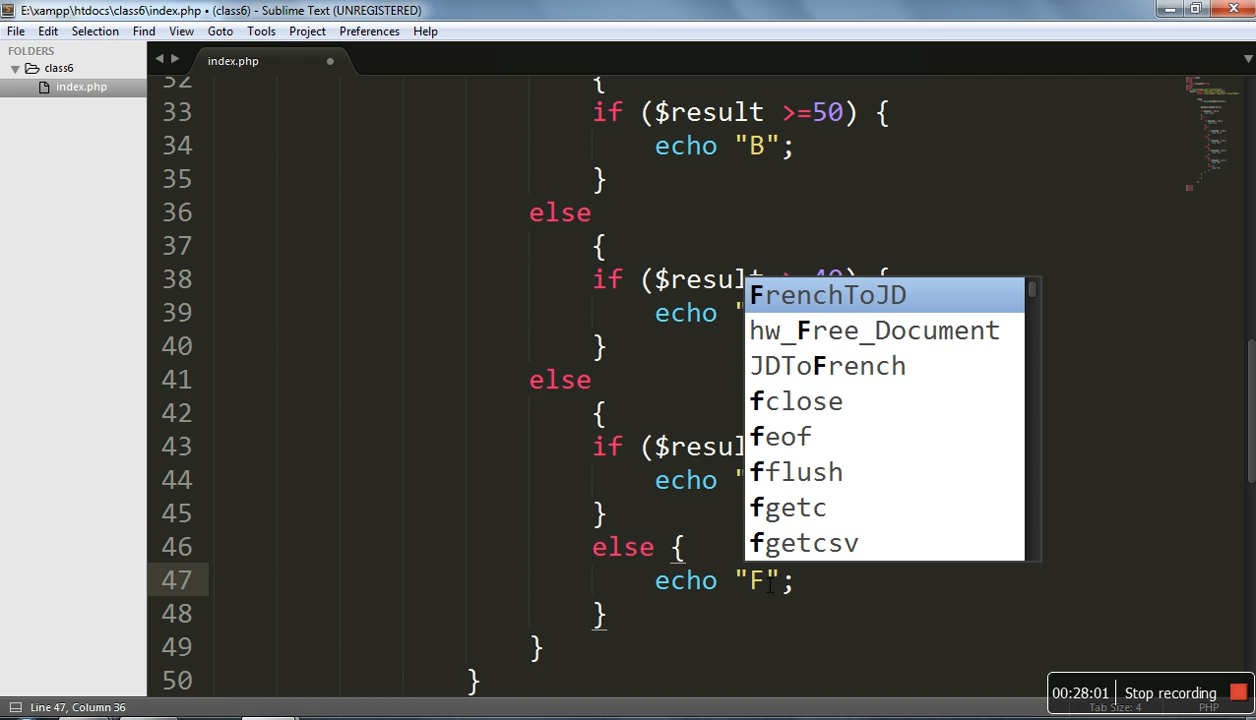 E:\xampp\htdocs\class6\index.php • (class6) - Sublime Text (UNREGISTERED)
File Edit Selection Find View Goto Tools Project Preferences Help
FOLDERS
class6
index.php
index.php
32 {
33 if ($result >=50) {
34 echo "B";
35 }
36 else
37 {
38 if ($result >=40) {
39 echo "
40 }
41 else
42 {
43 if ($resul
44 echo "
45 }
46 else {
47 echo "F";
48 }
49 }
50 }
FrenchToJD
hw_Free_Document
JDToFrench
fclose
feof
fflush
fgetc
fgetcsv
00:28:01 Stop recording
Line 47, Column 36
Tab Size: 4 PHP